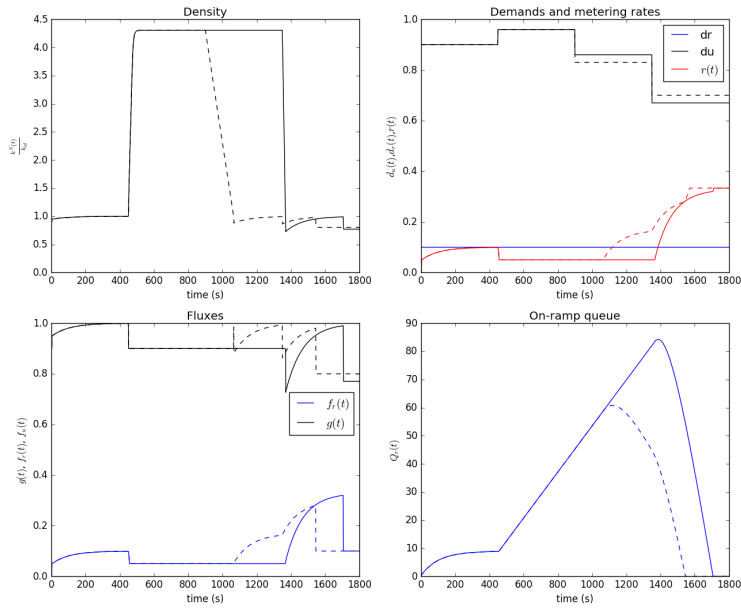 Density
4.5
4.0
3.5
3.0
2.5
2.0
1.5
1.0
0.5
0.0
0 200 400 600 800 1000 1200 1400 1600 1800
time (s)
Demands and metering rates
1.0
0.8
0.6
0.4
0.2
0.0
d_u(t),d_r(t),r(t)
dr
du
r(t)
0 200 400 600 800 1000 1200 1400 1600 1800
time (s)
Fluxes
1.0
0.8
0.6
0.4
0.2
0.0
g(t), f_r(t), f_u(t)
f_r(t)
g(t)
0 200 400 600 800 1000 1200 1400 1600 1800
time (s)
On-ramp queue
90
80
70
60
50
40
30
20
10
0
Q_r(t)
0 200 400 600 800 1000 1200 1400 1600 1800
time (s)